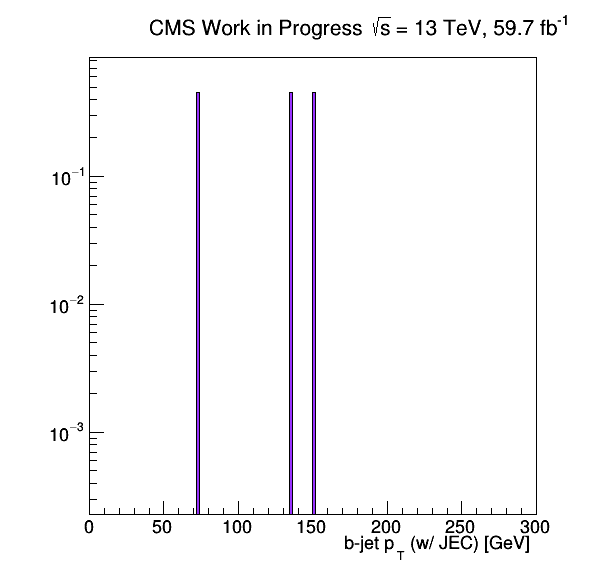 CMS Work in Progress √s = 13 TeV, 59.7 fb⁻¹
10⁻¹
10⁻²
10⁻³
0 50 100 150 200 250 300
b-jet p_T (w/ JEC) [GeV]